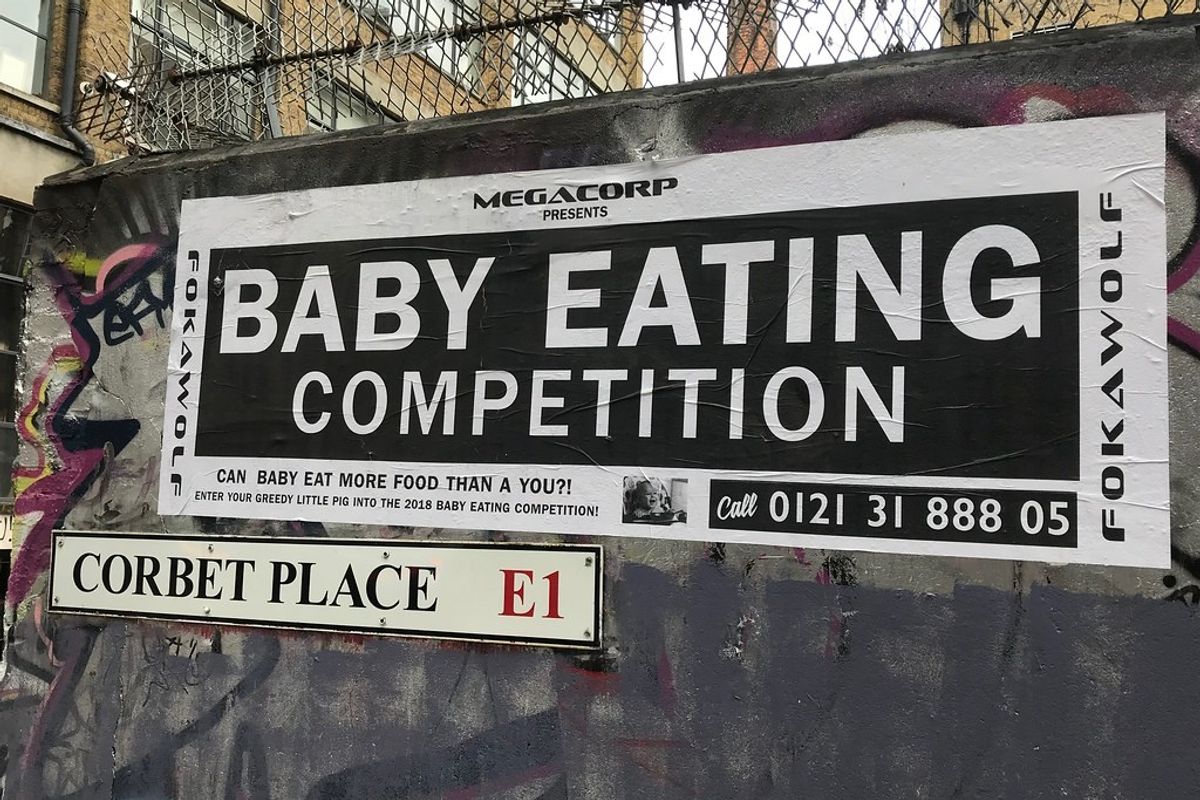 MEGACORP
PRESENTS
FOKAWOLF
BABY EATING
COMPETITION
FOKAWOLF
CAN BABY EAT MORE FOOD THAN A YOU?!
ENTER YOUR GREEDY LITTLE PIG INTO THE 2018 BABY EATING COMPETITION!
Call 0121 31 888 05
CORBET PLACE E1